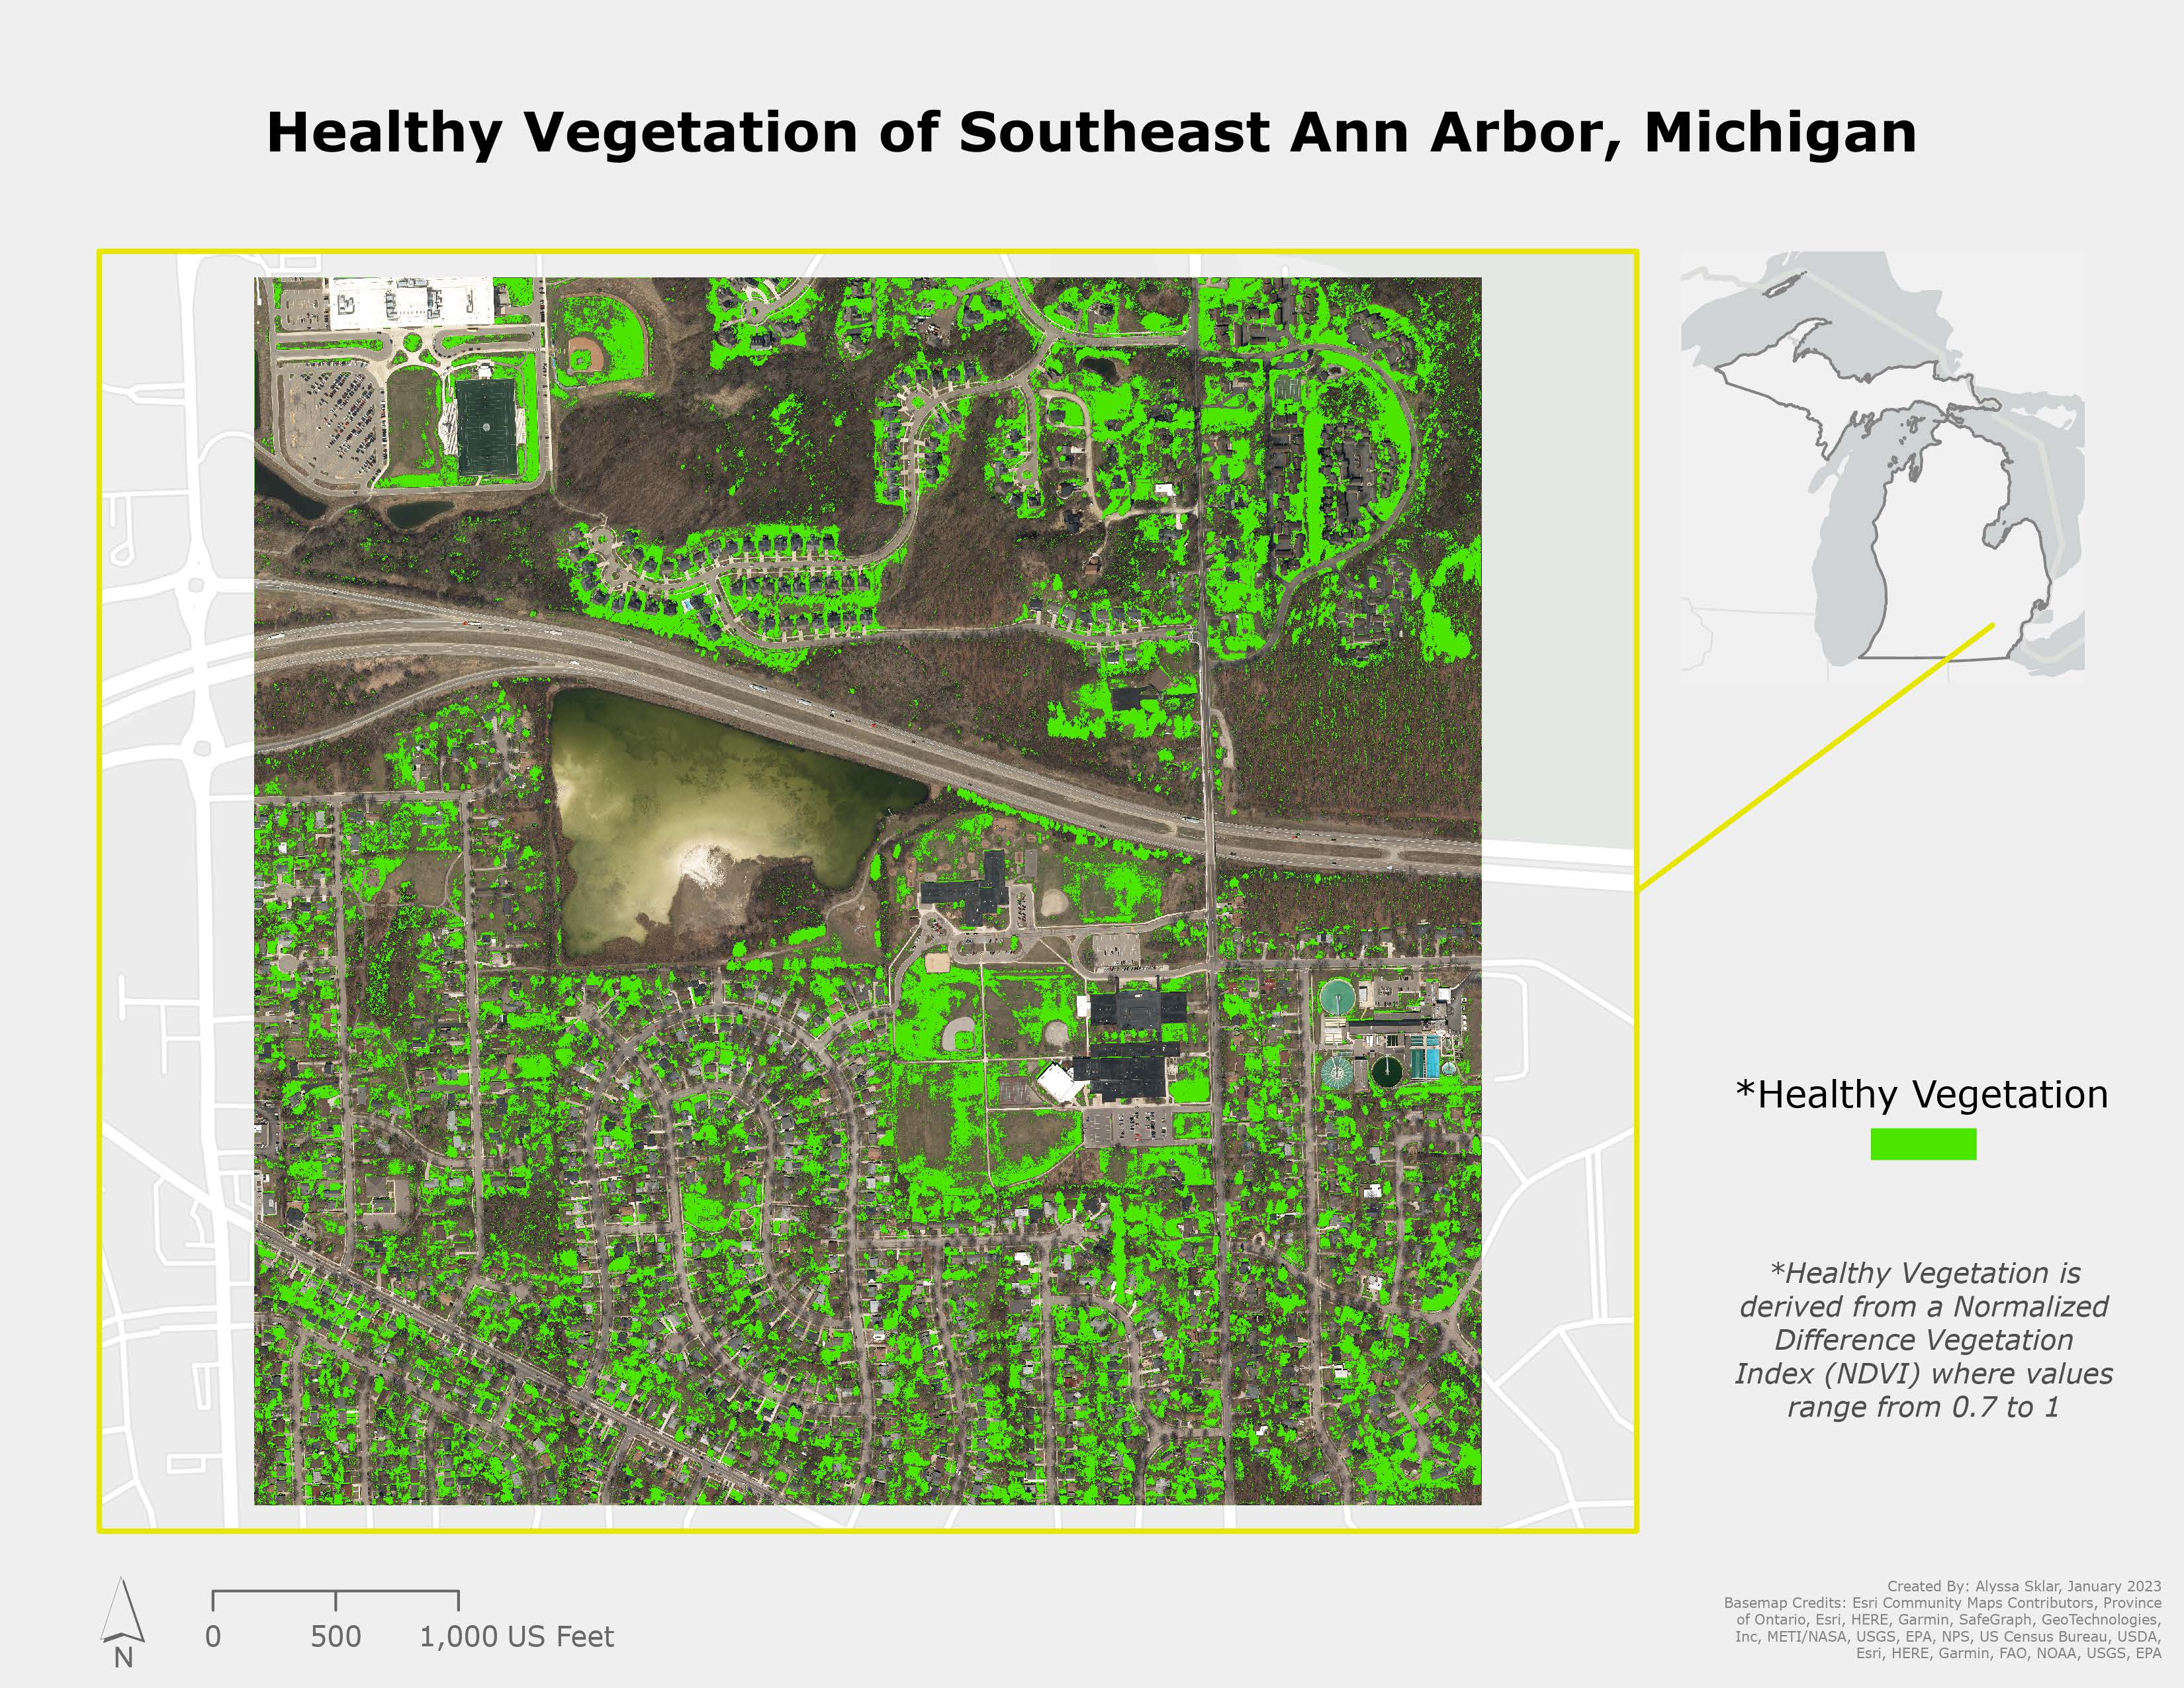 Healthy Vegetation of Southeast Ann Arbor, Michigan
*Healthy Vegetation
*Healthy Vegetation is
derived from a Normalized
Difference Vegetation
Index (NDVI) where values
range from 0.7 to 1
N
0 500 1,000 US Feet
Created By: Alyssa Sklar, January 2023
Basemap Credits: Esri Community Maps Contributors, Province
of Ontario, Esri, HERE, Garmin, SafeGraph, GeoTechnologies,
Inc, METI/NASA, USGS, EPA, NPS, US Census Bureau, USDA,
Esri, HERE, Garmin, FAO, NOAA, USGS, EPA